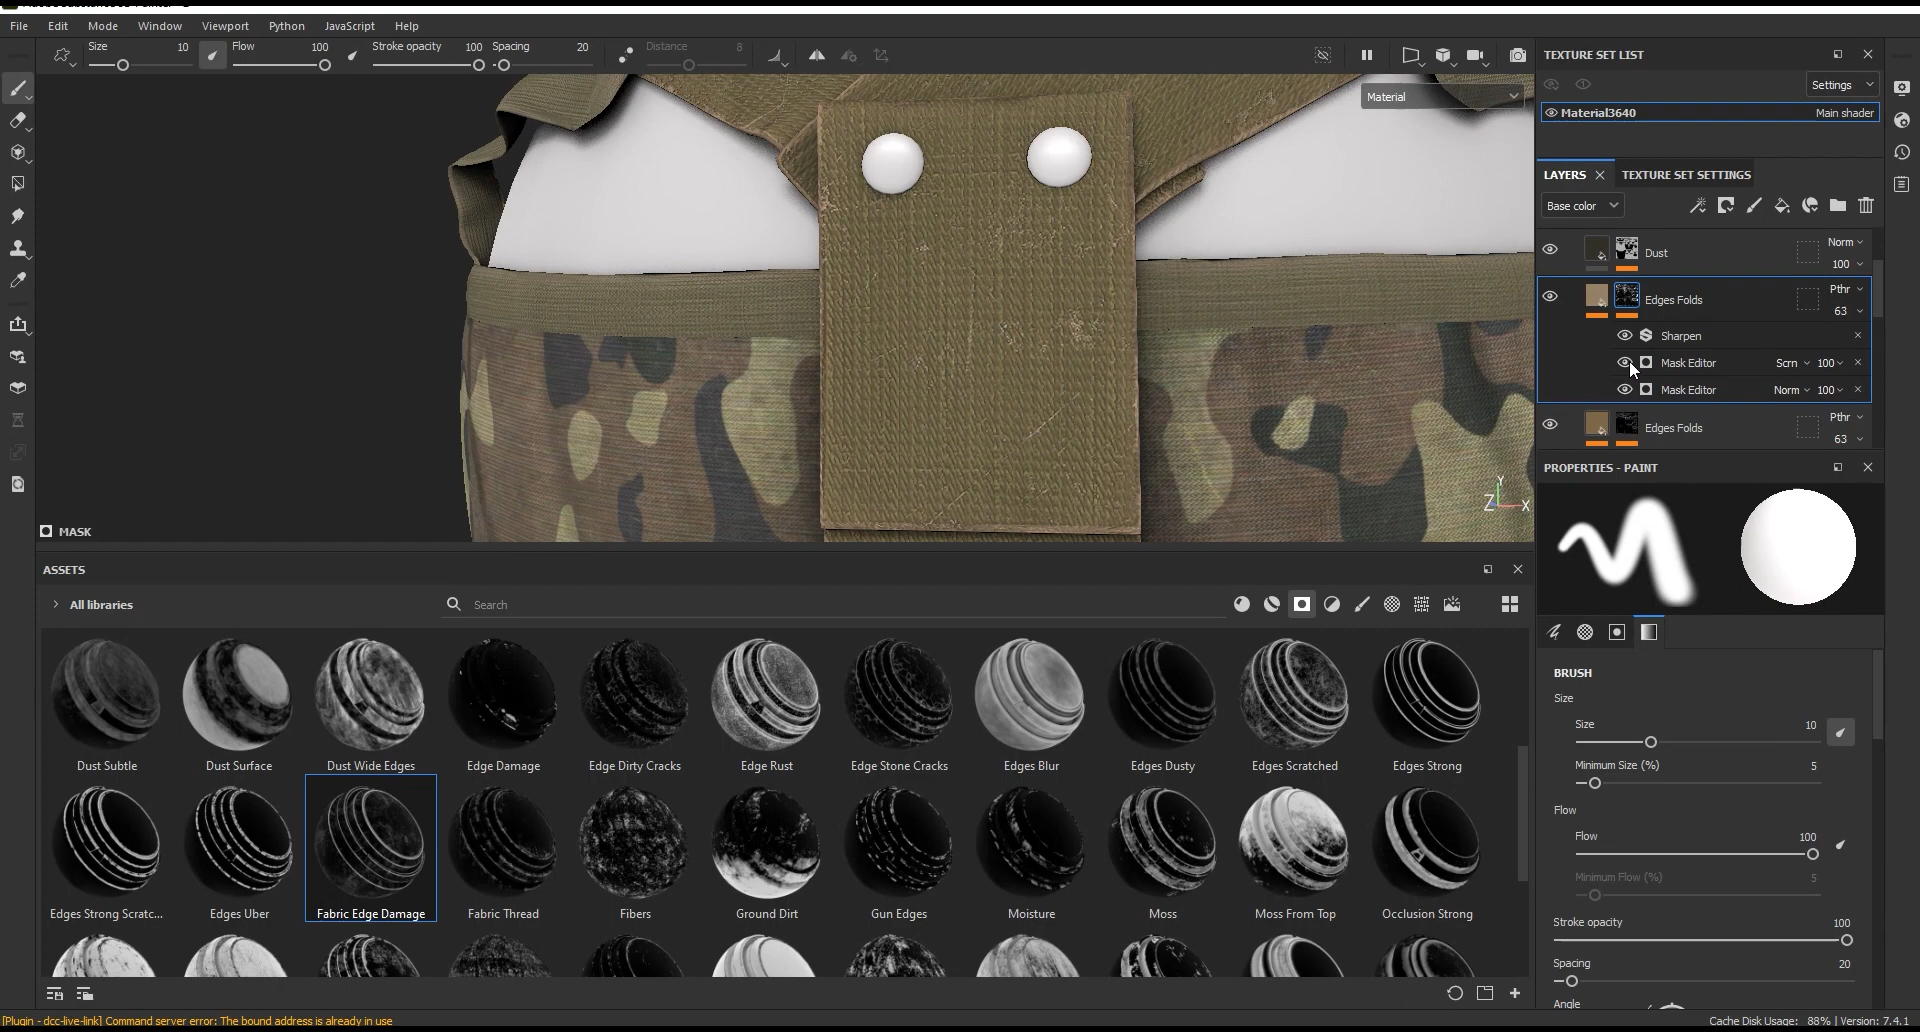 File Edit Mode Window Viewport Python JavaScript Help
Size 10 Flow 100 Stroke opacity 100 Spacing 20 Distance 8
Material
MASK
Y
Z X
TEXTURE SET LIST
Settings
Material3640 Main shader
LAYERS TEXTURE SET SETTINGS
Base color
Dust Norm
100
Edges Folds Pthr
63
Sharpen
Mask Editor Scrn 100
Mask Editor Norm 100
Edges Folds Pthr
63
PROPERTIES - PAINT
BRUSH
Size
Size 10
Minimum Size (%) 5
Flow
Flow 100
Minimum Flow (%) 5
Stroke opacity 100
Spacing 20
Angle
ASSETS
All libraries
Search
Dust Subtle Dust Surface Dust Wide Edges Edge Damage Edge Dirty Cracks Edge Rust Edge Stone Cracks Edges Blur Edges Dusty Edges Scratched Edges Strong
Edges Strong Scratc... Edges Uber Fabric Edge Damage Fabric Thread Fibers Ground Dirt Gun Edges Moisture Moss Moss From Top Occlusion Strong
[Plugin - dcc-live-link] Command server error: The bound address is already in use
Cache Disk Usage: 88% | Version: 7.4.1